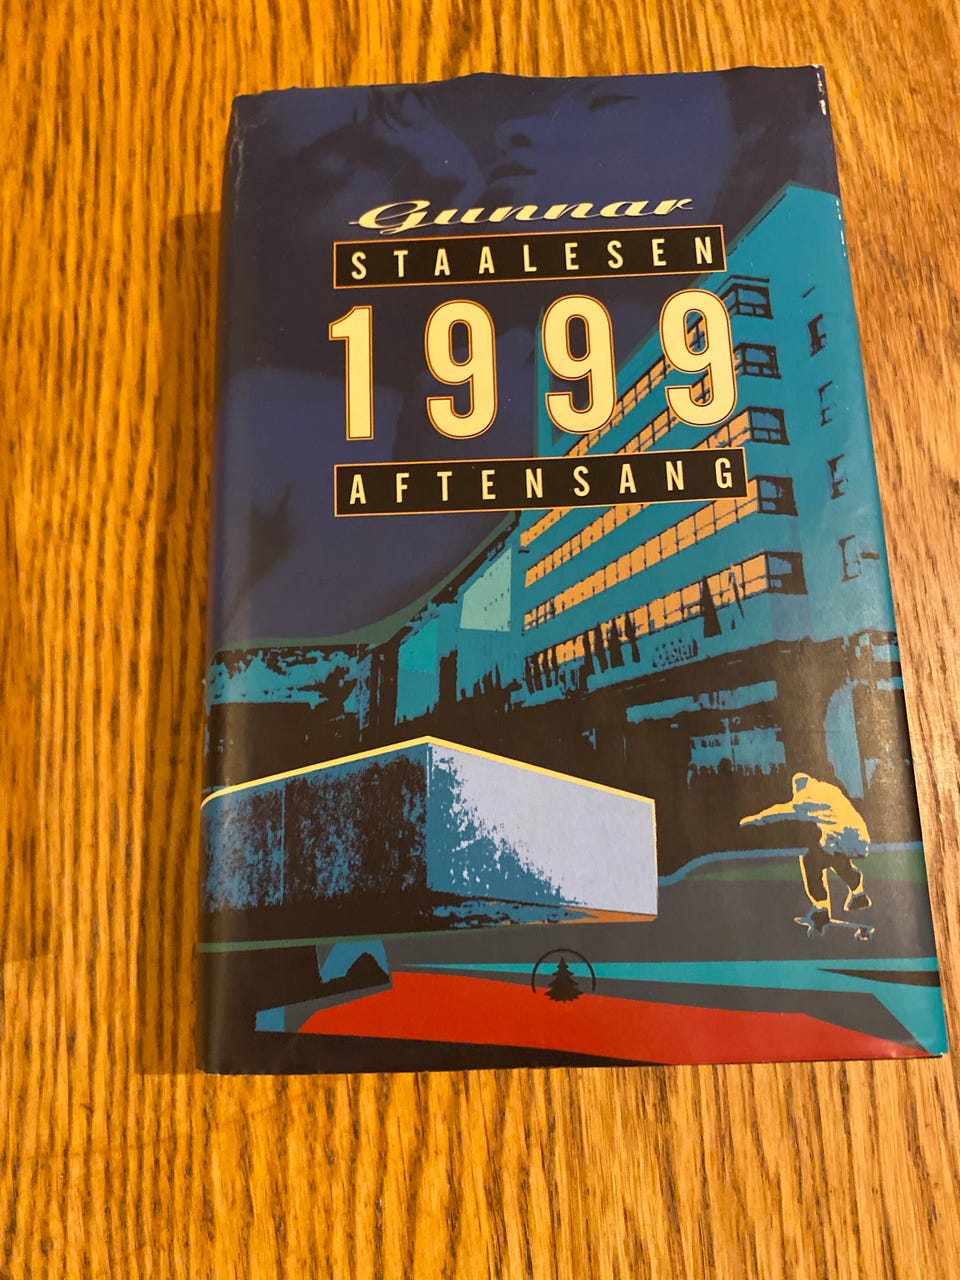 Gunnar
STAALESEN
1999
AFTENSANG